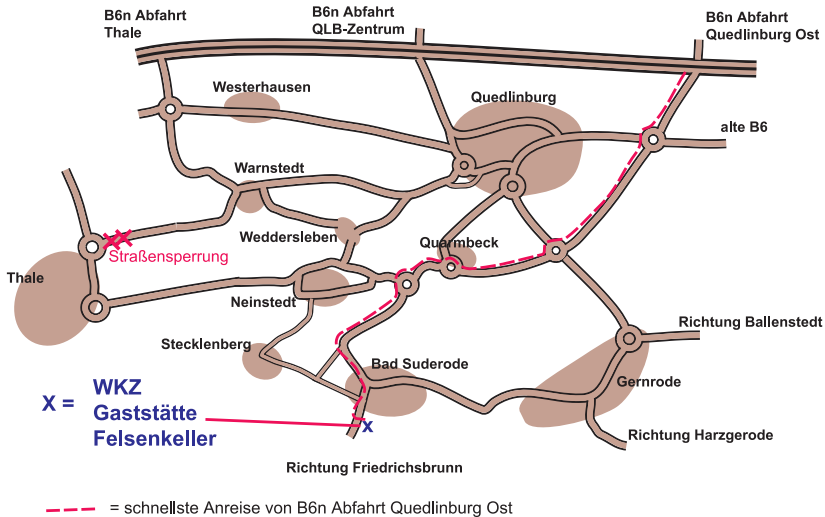 B6n Abfahrt
Thale
B6n Abfahrt
QLB-Zentrum
B6n Abfahrt
Quedlinburg Ost
Westerhausen
Quedlinburg
alte B6
Warnstedt
Weddersleben
Quarmbeck
Straßensperrung
Thale
Neinstedt
Stecklenberg
Bad Suderode
Richtung Ballenstedt
Gernrode
X =
WKZ
Gaststätte
Felsenkeller
x
Richtung Harzgerode
Richtung Friedrichsbrunn
= schnellste Anreise von B6n Abfahrt Quedlinburg Ost